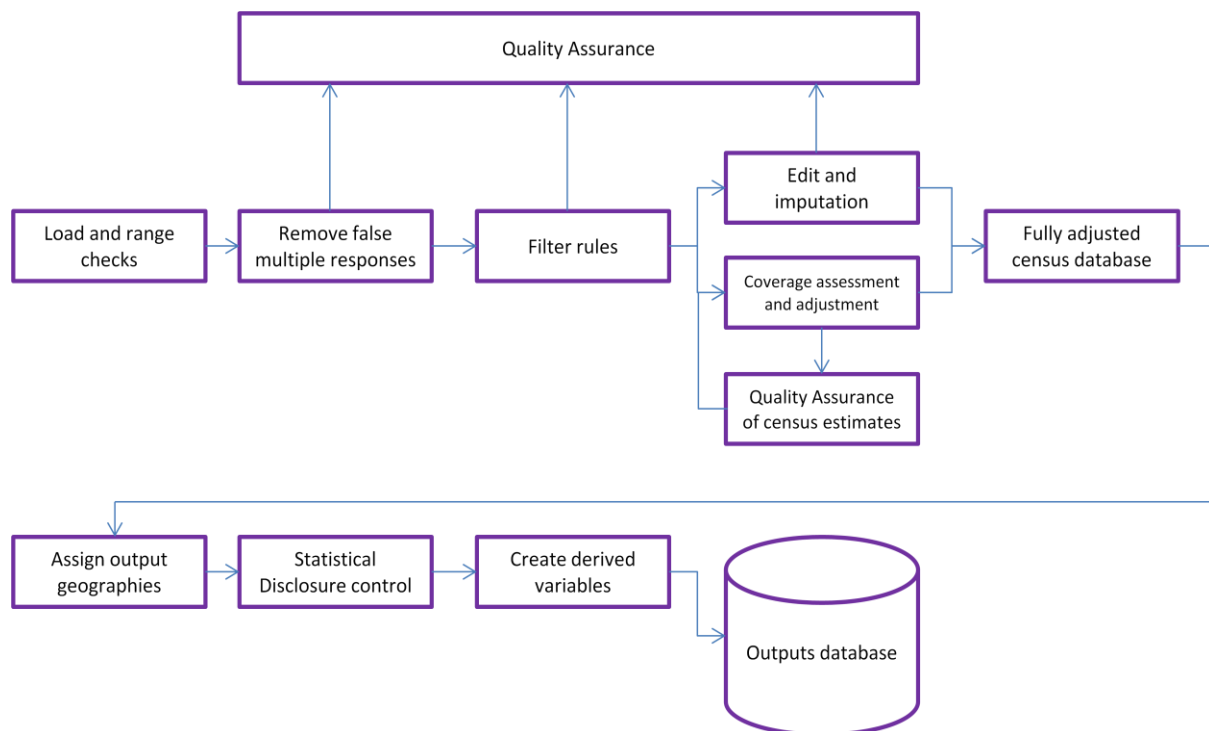 Quality Assurance
Edit and
imputation
Load and range
checks
Remove false
multiple responses
Filter rules
Fully adjusted
census database
Coverage assessment
and adjustment
Quality Assurance
of census estimates
Assign output
geographies
Statistical
Disclosure control
Create derived
variables
Outputs database